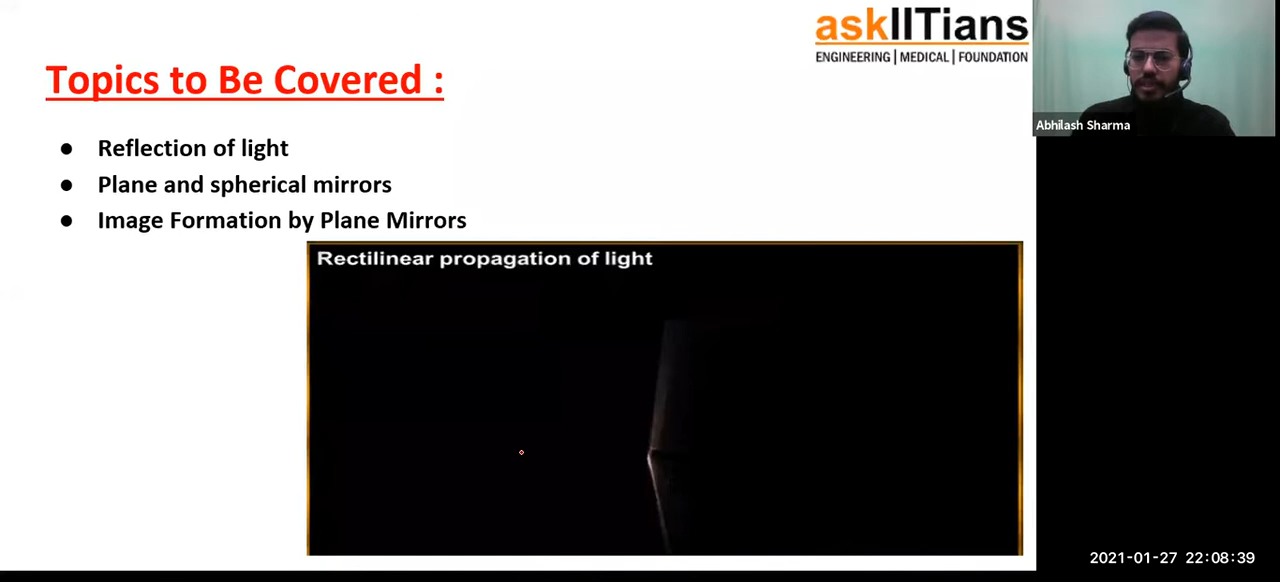 askIITians
ENGINEERING | MEDICAL | FOUNDATION
Topics to Be Covered :
● Reflection of light
● Plane and spherical mirrors
● Image Formation by Plane Mirrors
Rectilinear propagation of light
Abhilash Sharma
2021-01-27 22:08:39